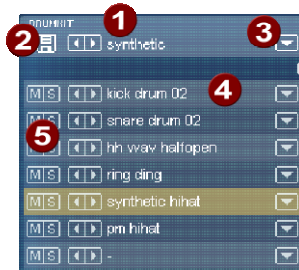 DRUMKIT
1
2 synthetic 3
M S kick drum 02 4
M S snare drum 02
5 hh wav halfopen
M S ring ding
M S synthetic hihat
M S pm hihat
M S -